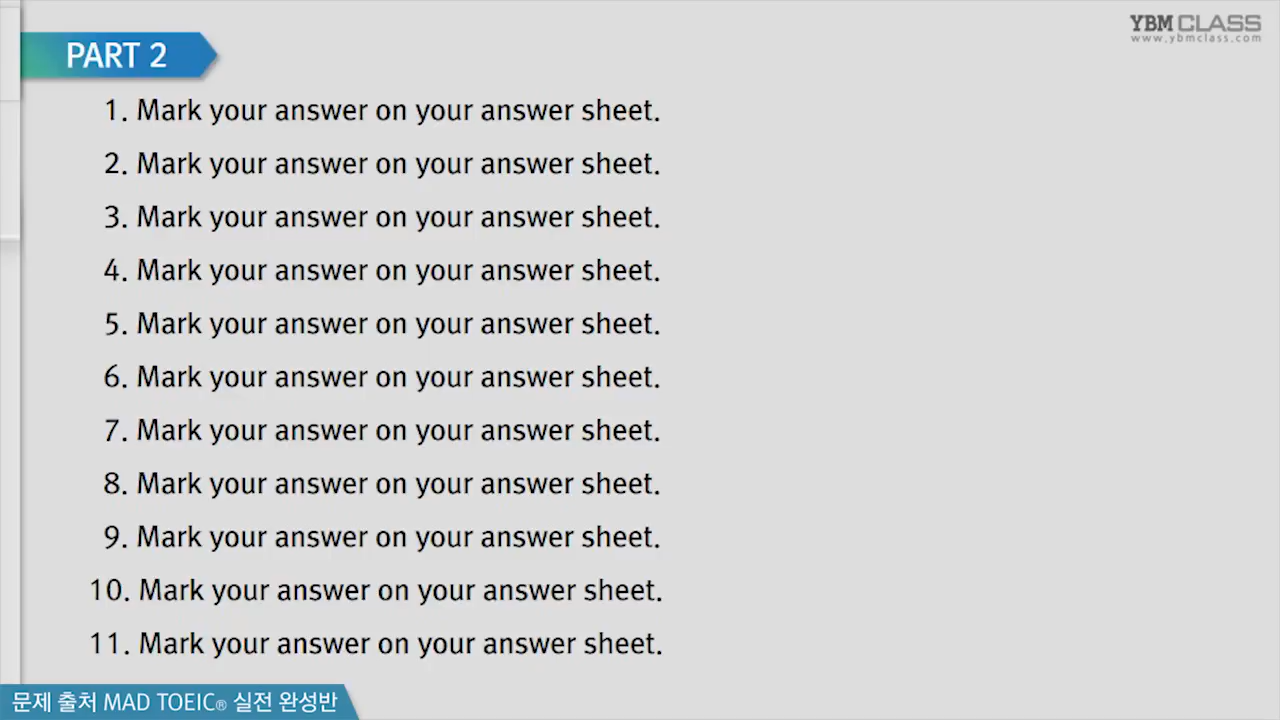 YBM CLASS
www.ybmclass.com
PART 2
1. Mark your answer on your answer sheet.
2. Mark your answer on your answer sheet.
3. Mark your answer on your answer sheet.
4. Mark your answer on your answer sheet.
5. Mark your answer on your answer sheet.
6. Mark your answer on your answer sheet.
7. Mark your answer on your answer sheet.
8. Mark your answer on your answer sheet.
9. Mark your answer on your answer sheet.
10. Mark your answer on your answer sheet.
11. Mark your answer on your answer sheet.
문제 출처 MAD TOEIC® 실전 완성반